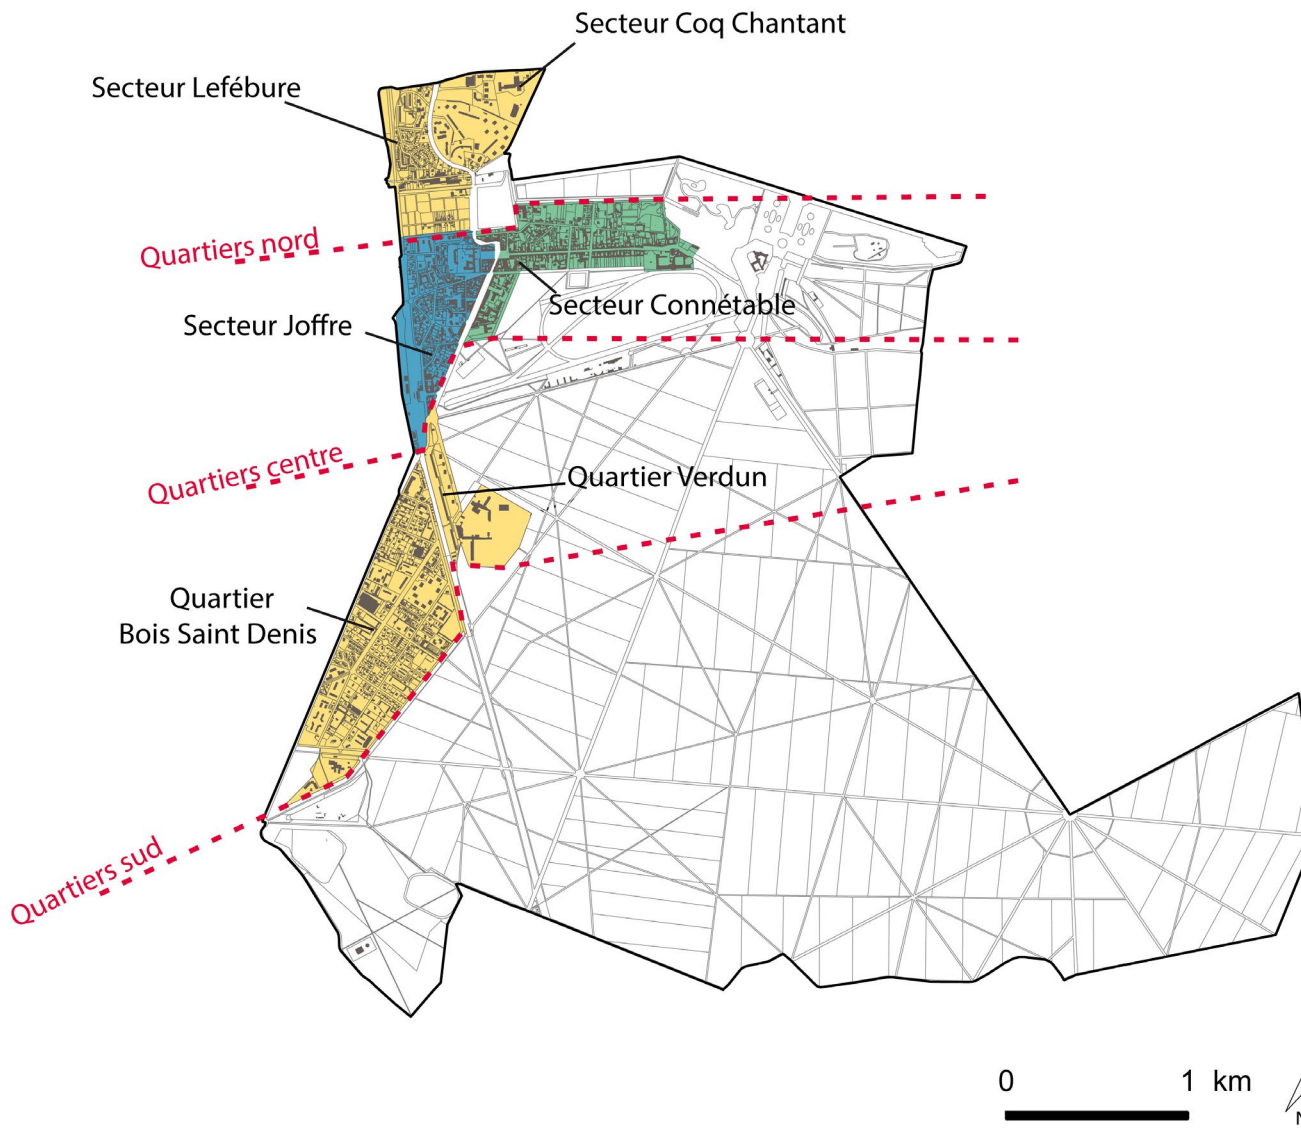 Secteur Coq Chantant
Secteur Lefébure
Quartiers nord
Secteur Connétable
Secteur Joffre
Quartiers centre
Quartier Verdun
Quartier
Bois Saint Denis
Quartiers sud
0 1 km
N